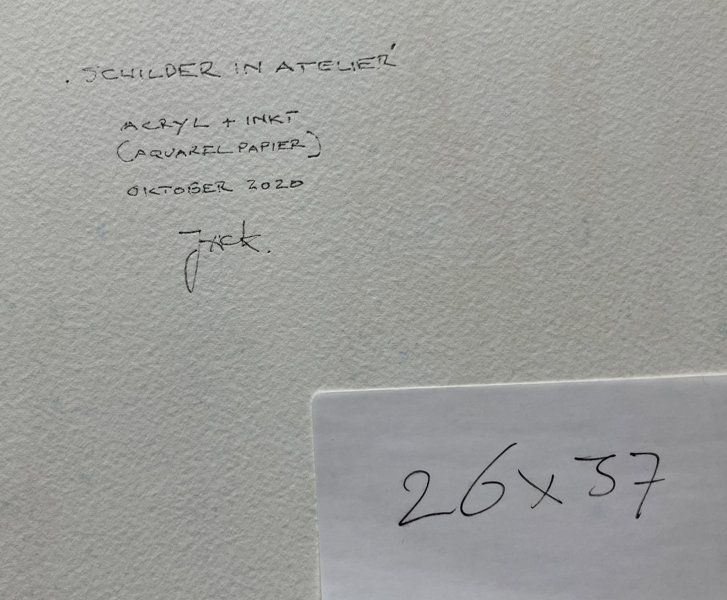 'SCHILDER IN ATELIER'
ACRYL + INKT
(AQUAREL PAPIER)
OKTOBER 2020
Jack.
26x37